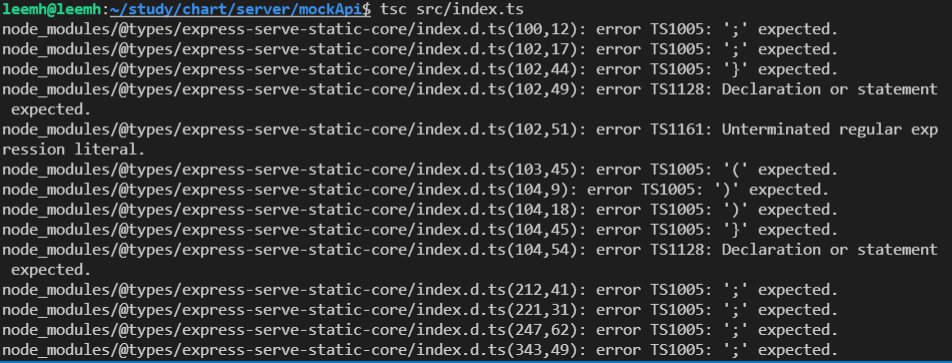 leemh@leemh:~/study/chart/server/mockApi$ tsc src/index.ts
node_modules/@types/express-serve-static-core/index.d.ts(100,12): error TS1005: ';' expected.
node_modules/@types/express-serve-static-core/index.d.ts(102,17): error TS1005: ';' expected.
node_modules/@types/express-serve-static-core/index.d.ts(102,44): error TS1005: '}' expected.
node_modules/@types/express-serve-static-core/index.d.ts(102,49): error TS1128: Declaration or statement
 expected.
node_modules/@types/express-serve-static-core/index.d.ts(102,51): error TS1161: Unterminated regular exp
ression literal.
node_modules/@types/express-serve-static-core/index.d.ts(103,45): error TS1005: '(' expected.
node_modules/@types/express-serve-static-core/index.d.ts(104,9): error TS1005: ')' expected.
node_modules/@types/express-serve-static-core/index.d.ts(104,18): error TS1005: ')' expected.
node_modules/@types/express-serve-static-core/index.d.ts(104,45): error TS1005: '}' expected.
node_modules/@types/express-serve-static-core/index.d.ts(104,54): error TS1128: Declaration or statement
 expected.
node_modules/@types/express-serve-static-core/index.d.ts(212,41): error TS1005: ';' expected.
node_modules/@types/express-serve-static-core/index.d.ts(221,31): error TS1005: ';' expected.
node_modules/@types/express-serve-static-core/index.d.ts(247,62): error TS1005: ';' expected.
node_modules/@types/express-serve-static-core/index.d.ts(343,49): error TS1005: ';' expected.